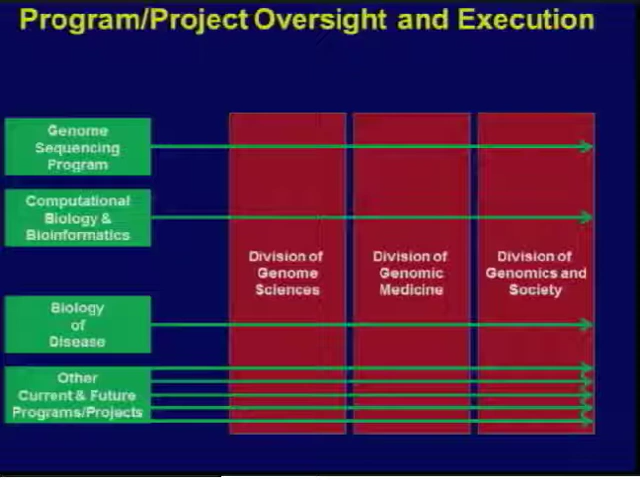 Program/Project Oversight and Execution
Genome
Sequencing
Program
Computational
Biology &
Bioinformatics
Division of
Genome
Sciences
Division of
Genomic
Medicine
Division of
Genomics and
Society
Biology
of
Disease
Other
Current & Future
Programs/Projects